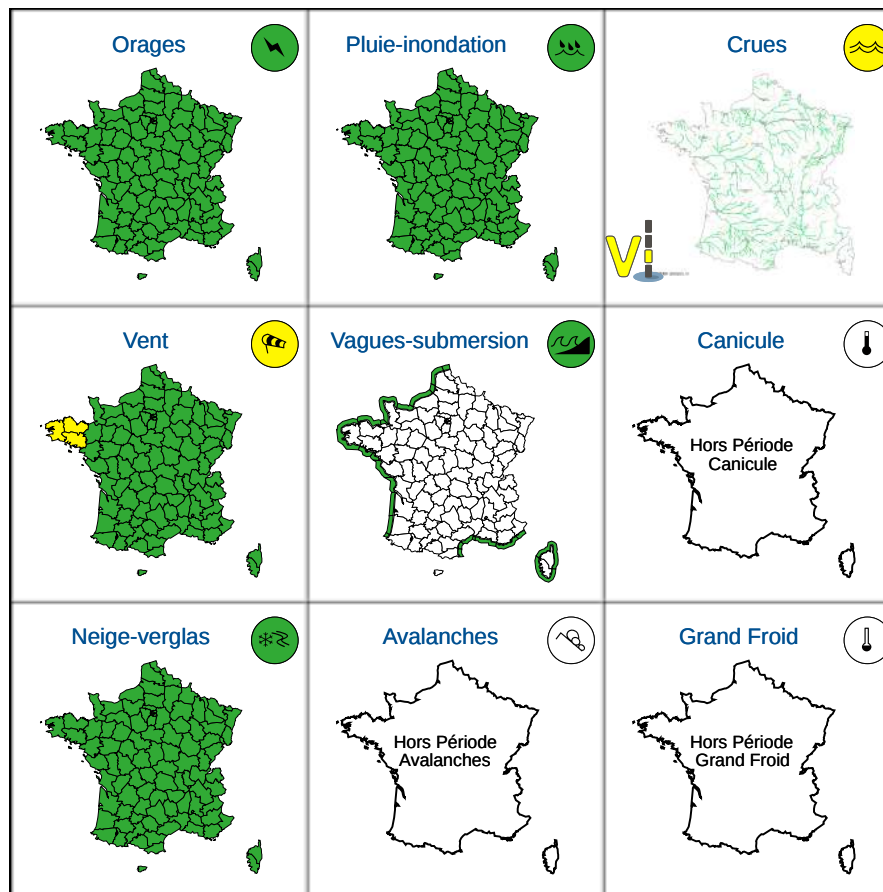 Orages
Pluie-inondation
Crues
Vent
Vagues-submersion
Canicule
Hors Période
Canicule
Neige-verglas
Avalanches
Grand Froid
Hors Période
Avalanches
Hors Période
Grand Froid